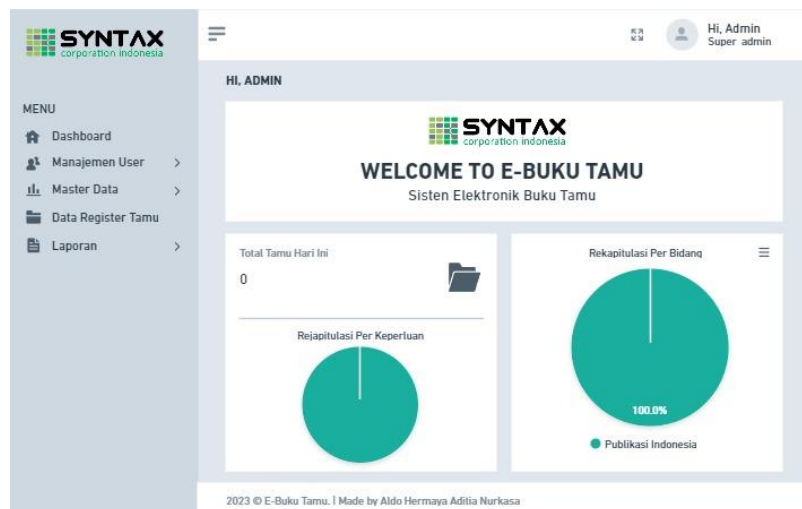 SYNTAX
corporation indonesia
Hi, Admin
Super admin
HI, ADMIN
MENU
Dashboard
Manajemen User
Master Data
Data Register Tamu
Laporan
SYNTAX
corporation indonesia
WELCOME TO E-BUKU TAMU
Sisten Elektronik Buku Tamu
Total Tamu Hari Ini
0
Rejapitulasi Per Keperluan
Rekapitulasi Per Bidang
100.0%
Publikasi Indonesia
2023 © E-Buku Tamu. | Made by Aldo Hermaya Aditia Nurkasa